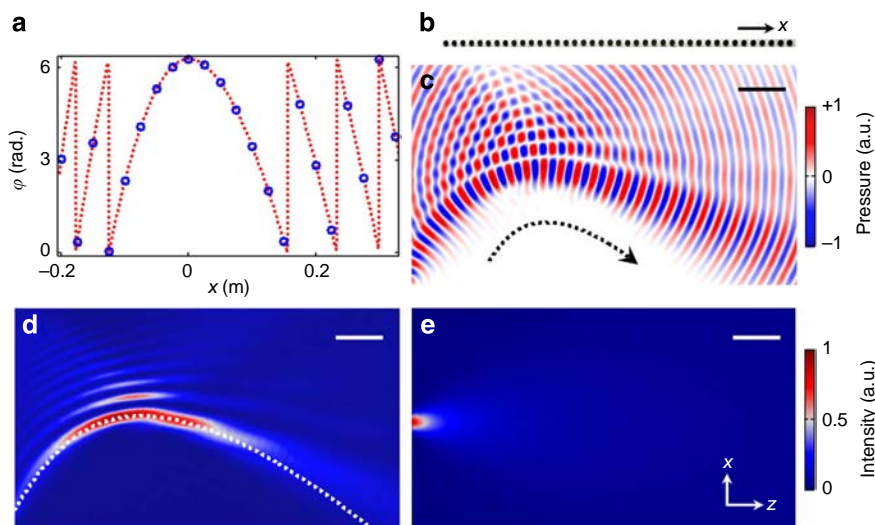 a
6
3
0
φ (rad.)
−0.2
0
0.2
x (m)
b
x
c
+1
0
−1
Pressure (a.u.)
d
e
x
z
1
0.5
0
Intensity (a.u.)